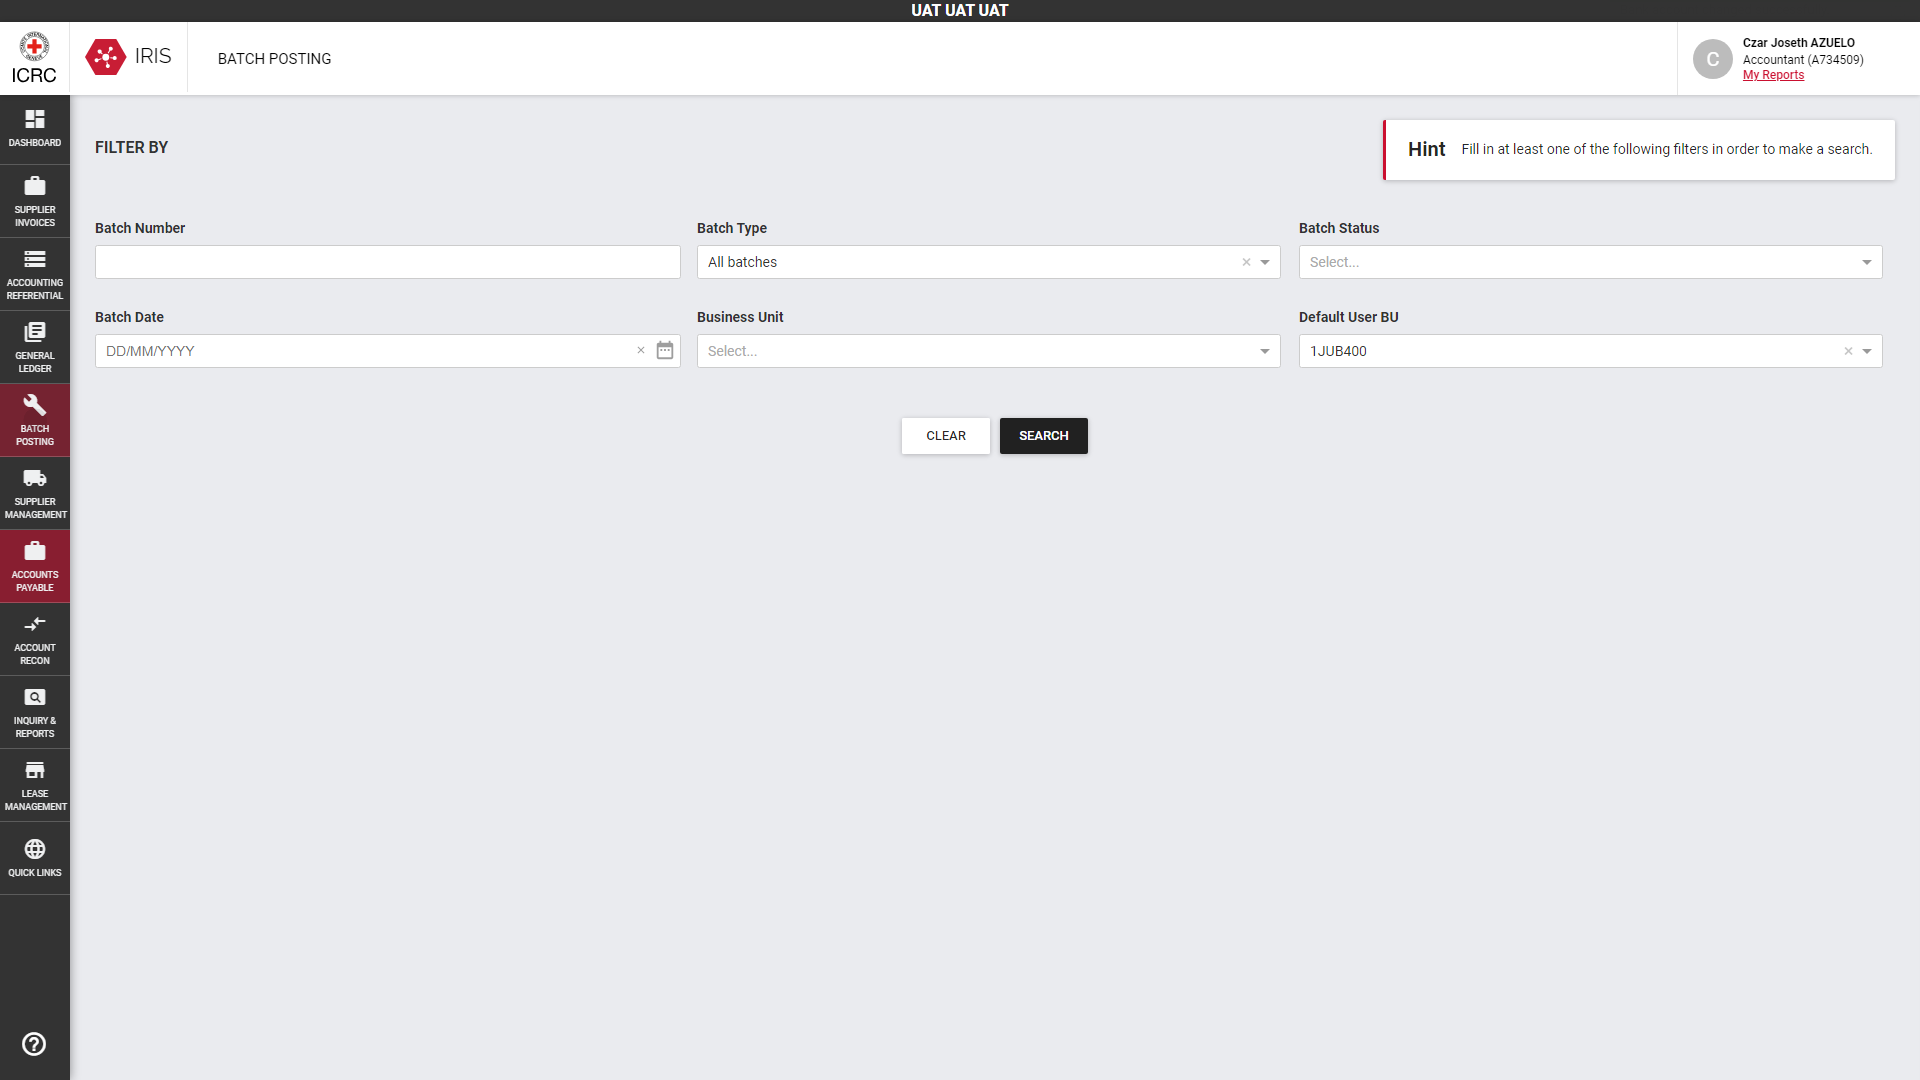 UAT UAT UAT
ICRC
IRIS
BATCH POSTING
C
Czar Joseth AZUELO
Accountant (A734509)
My Reports
DASHBOARD
SUPPLIER
INVOICES
ACCOUNTING
REFERENTIAL
GENERAL
LEDGER
BATCH
POSTING
SUPPLIER
MANAGEMENT
ACCOUNTS
PAYABLE
ACCOUNT
RECON
INQUIRY &
REPORTS
LEASE
MANAGEMENT
QUICK LINKS
FILTER BY
Hint Fill in at least one of the following filters in order to make a search.
Batch Number
Batch Type
All batches
Batch Status
Select...
Batch Date
DD/MM/YYYY
Business Unit
Select...
Default User BU
1JUB400
CLEAR
SEARCH